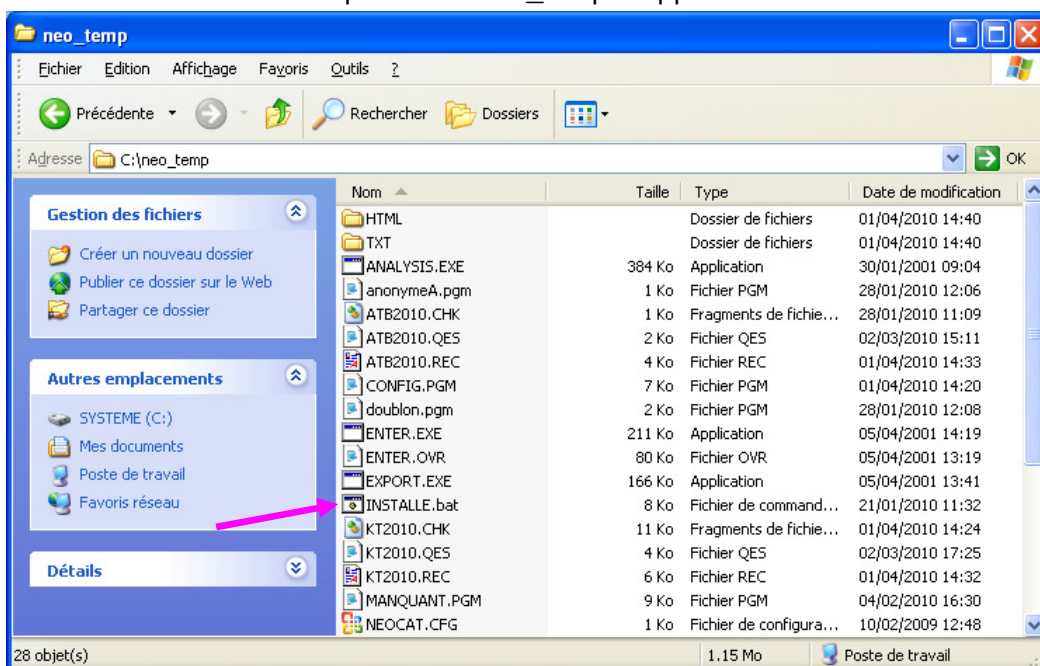 neo_temp
Fichier Edition Affichage Favoris Outils ?
Précédente Rechercher Dossiers
Adresse C:\neo_temp OK
Gestion des fichiers
Créer un nouveau dossier
Publier ce dossier sur le Web
Partager ce dossier
Autres emplacements
SYSTEME (C:)
Mes documents
Poste de travail
Favoris réseau
Détails
Nom Taille Type Date de modification
HTML Dossier de fichiers 01/04/2010 14:40
TXT Dossier de fichiers 01/04/2010 14:40
ANALYSIS.EXE 384 Ko Application 30/01/2001 09:04
anonymeA.pgm 1 Ko Fichier PGM 28/01/2010 12:06
ATB2010.CHK 1 Ko Fragments de fichie... 28/01/2010 11:09
ATB2010.QES 2 Ko Fichier QES 02/03/2010 15:11
ATB2010.REC 4 Ko Fichier REC 01/04/2010 14:33
CONFIG.PGM 7 Ko Fichier PGM 01/04/2010 14:20
doublon.pgm 2 Ko Fichier PGM 28/01/2010 12:08
ENTER.EXE 211 Ko Application 05/04/2001 14:19
ENTER.OVR 80 Ko Fichier OVR 05/04/2001 13:19
EXPORT.EXE 166 Ko Application 05/04/2001 13:41
INSTALLE.bat 8 Ko Fichier de command... 21/01/2010 11:32
KT2010.CHK 11 Ko Fragments de fichie... 01/04/2010 14:24
KT2010.QES 4 Ko Fichier QES 02/03/2010 17:25
KT2010.REC 6 Ko Fichier REC 01/04/2010 14:32
MANQUANT.PGM 9 Ko Fichier PGM 04/02/2010 16:30
NEOCAT.CFG 1 Ko Fichier de configura... 10/02/2009 12:48
28 objet(s) 1.15 Mo Poste de travail